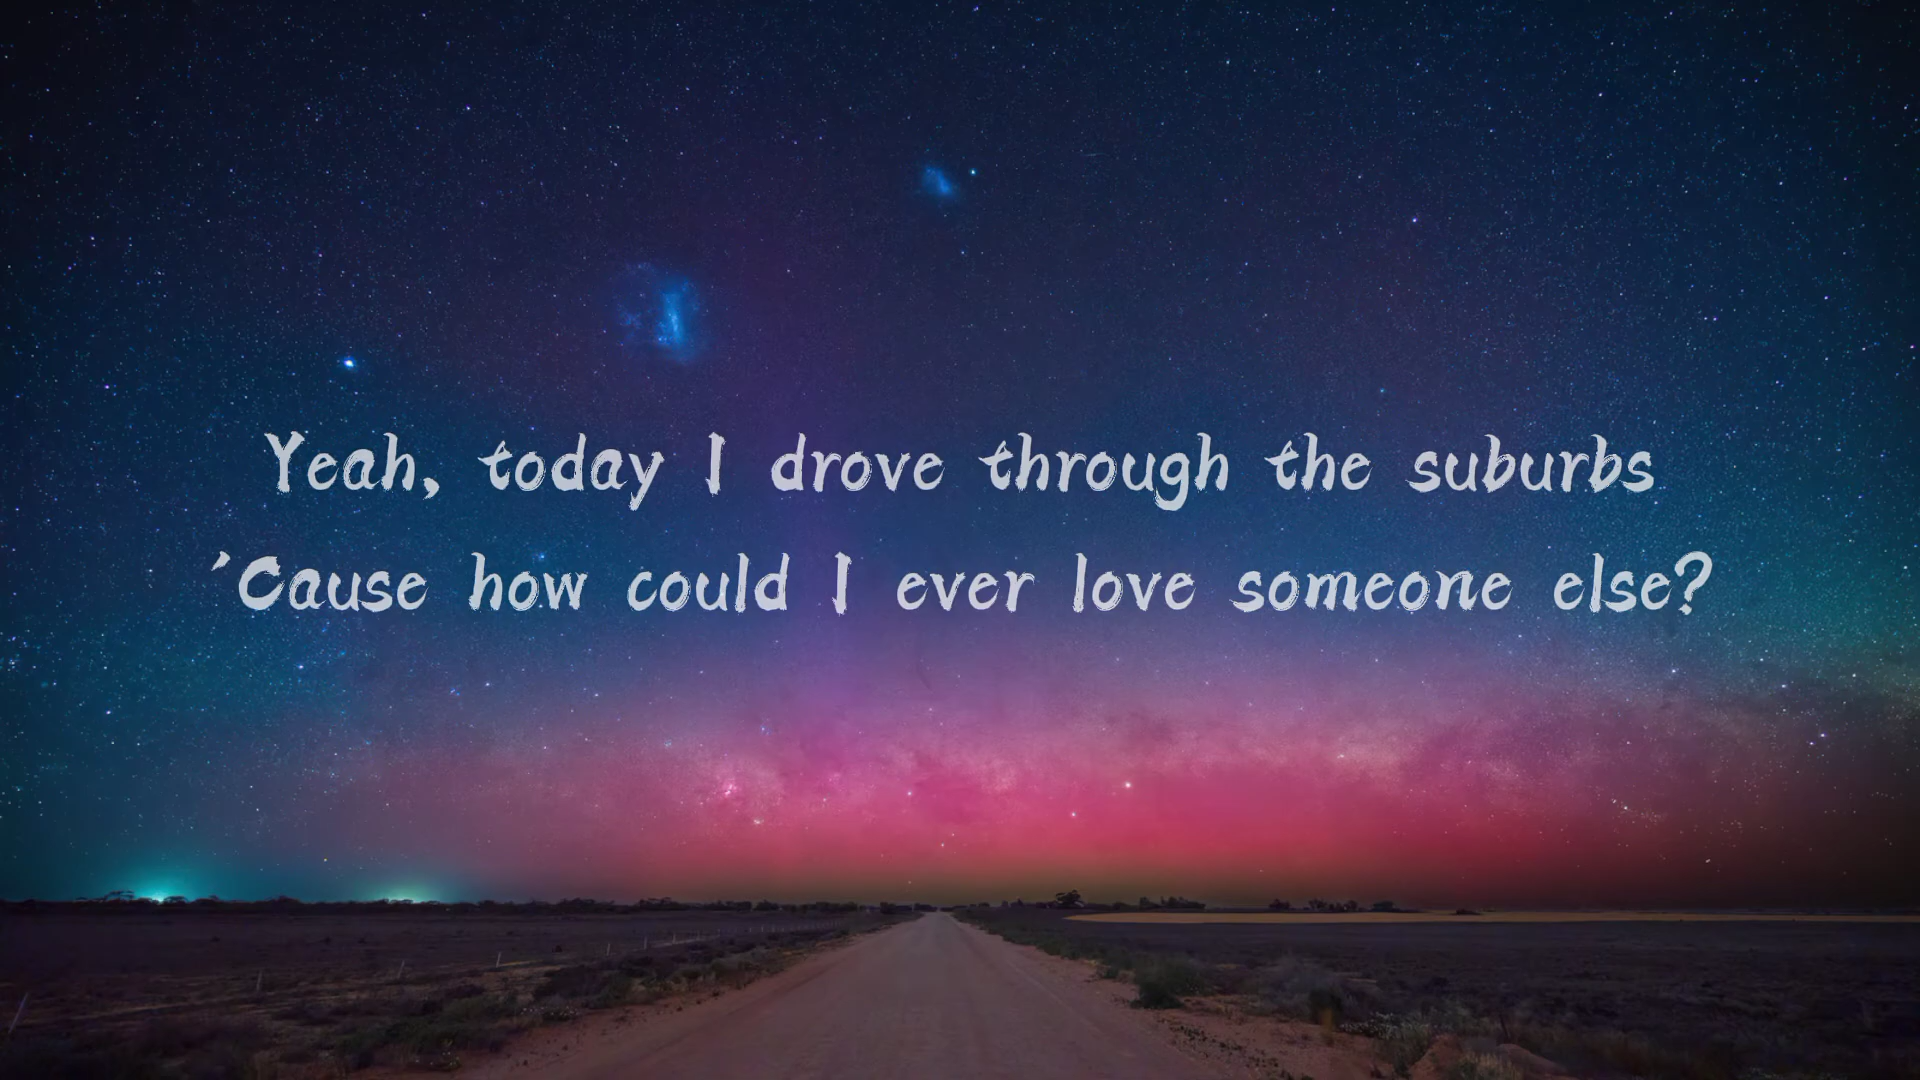 Yeah, today I drove through the suburbs
'Cause how could I ever love someone else?